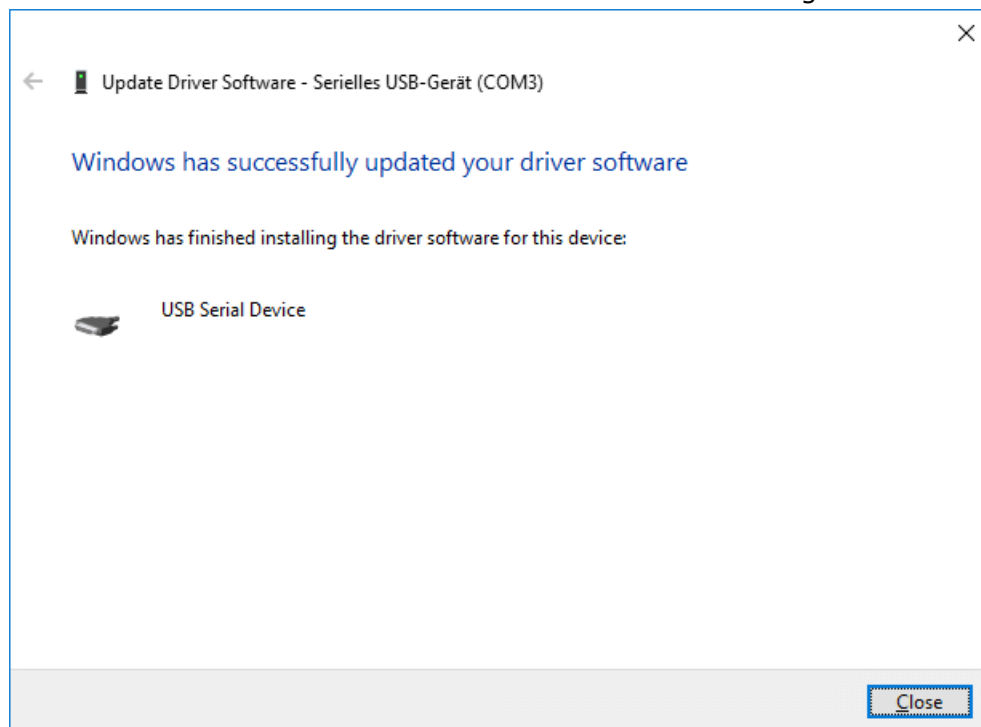 Update Driver Software - Serielles USB-Gerät (COM3)
Windows has successfully updated your driver software
Windows has finished installing the driver software for this device:
USB Serial Device
Close